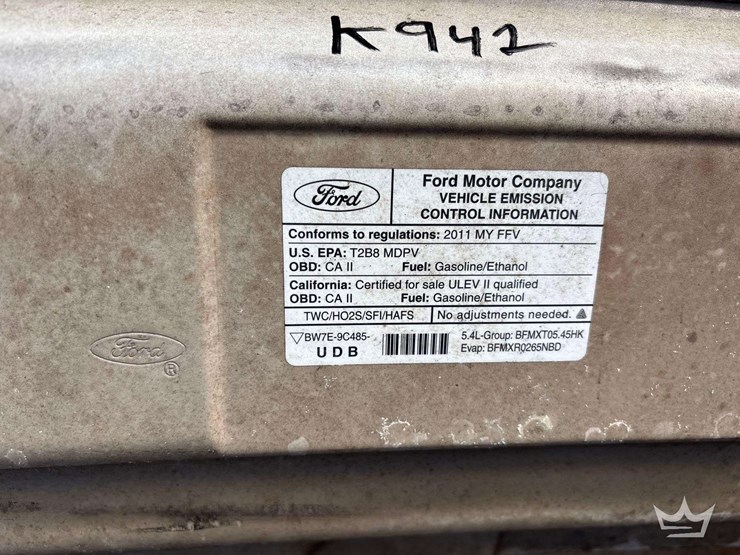 K942
Ford
Ford Motor Company
VEHICLE EMISSION
CONTROL INFORMATION
Conforms to regulations: 2011 MY FFV
U.S. EPA: T2B8 MDPV
OBD: CA II Fuel: Gasoline/Ethanol
California: Certified for sale ULEV II qualified
OBD: CA II Fuel: Gasoline/Ethanol
TWC/HO2S/SFI/HAFS No adjustments needed.
BW7E-9C485- 5.4L-Group: BFMXT05.45HK
UDB Evap: BFMXR0265NBD
Ford ®